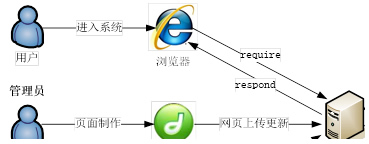 进入系统
用户
浏览器
require
respond
管理员
页面制作
网页上传更新